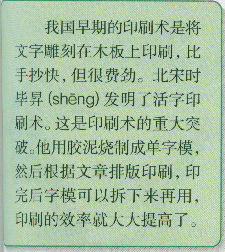 我国早期的印刷术是将
文字雕刻在木板上印刷，比
手抄快，但很费劲。北宋时
毕昇(shēng)发明了活字印
刷术。这是印刷术的重大突
破。他用胶泥烧制成单字模，
然后根据文章排版印刷，印
完后字模可以拆下来再用，
印刷的效率就大大提高了。